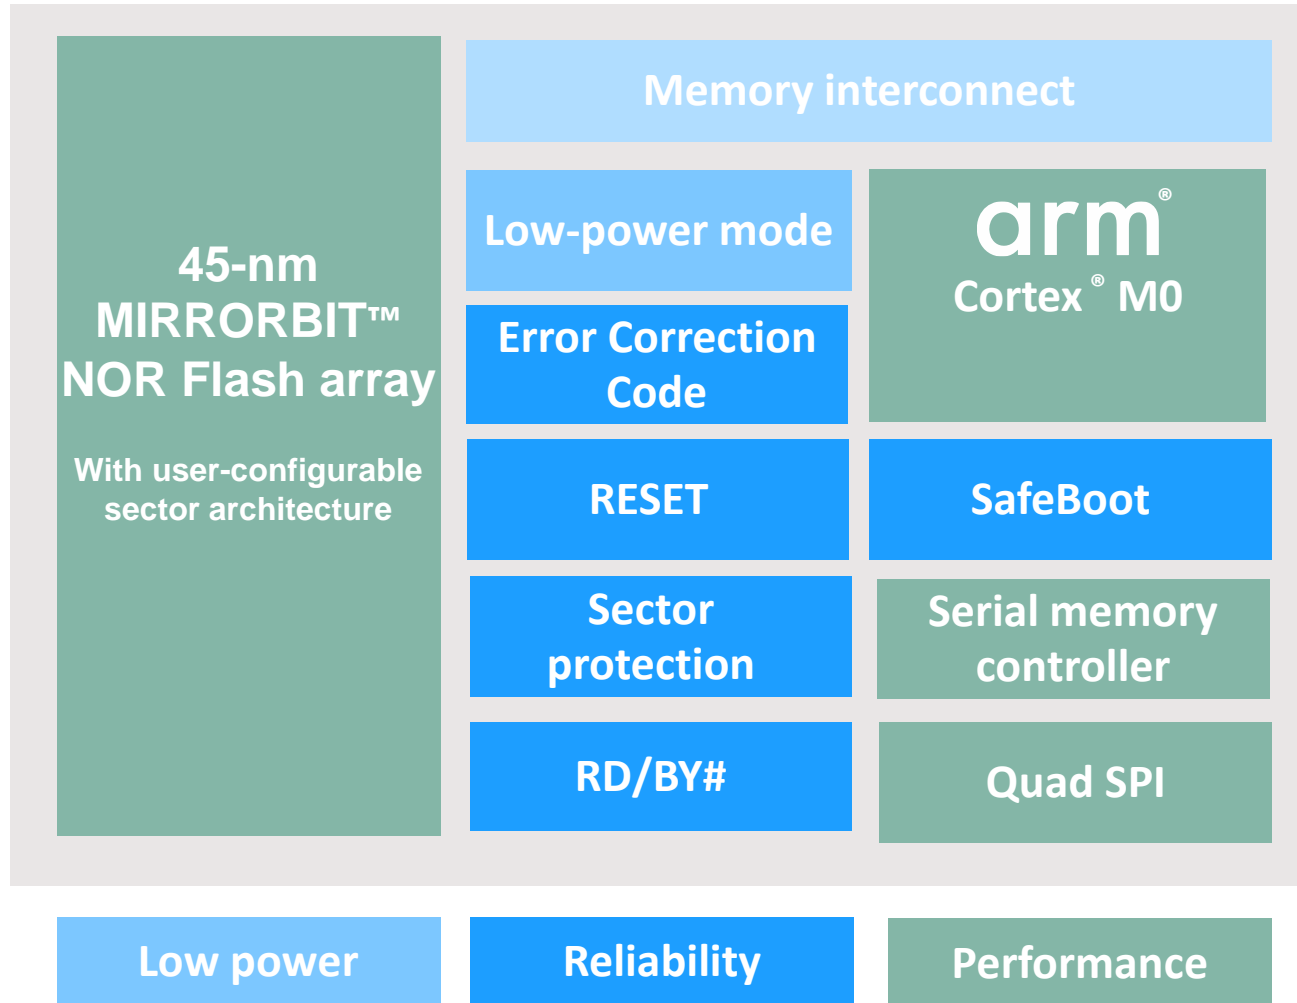 45-nm
MIRRORBIT™
NOR Flash array
With user-configurable
sector architecture
Memory interconnect
Low-power mode
arm®
Cortex® M0
Error Correction
Code
RESET
SafeBoot
Sector
protection
Serial memory
controller
RD/BY#
Quad SPI
Low power
Reliability
Performance